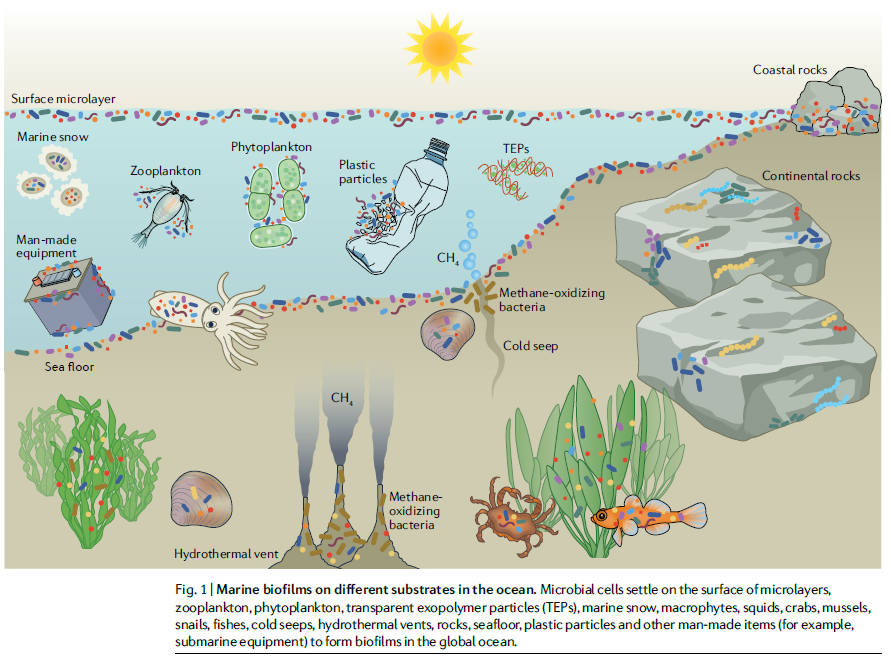 Coastal rocks
Surface microlayer
Marine snow
Zooplankton
Phytoplankton
Plastic
particles
TEPs
Continental rocks
Man-made
equipment
CH4
Methane-oxidizing
bacteria
Cold seep
Sea floor
CH4
Methane-
oxidizing
bacteria
Hydrothermal vent
Fig. 1 | Marine biofilms on different substrates in the ocean. Microbial cells settle on the surface of microlayers,
zooplankton, phytoplankton, transparent exopolymer particles (TEPs), marine snow, macrophytes, squids, crabs, mussels,
snails, fishes, cold seeps, hydrothermal vents, rocks, seafloor, plastic particles and other man-made items (for example,
submarine equipment) to form biofilms in the global ocean.